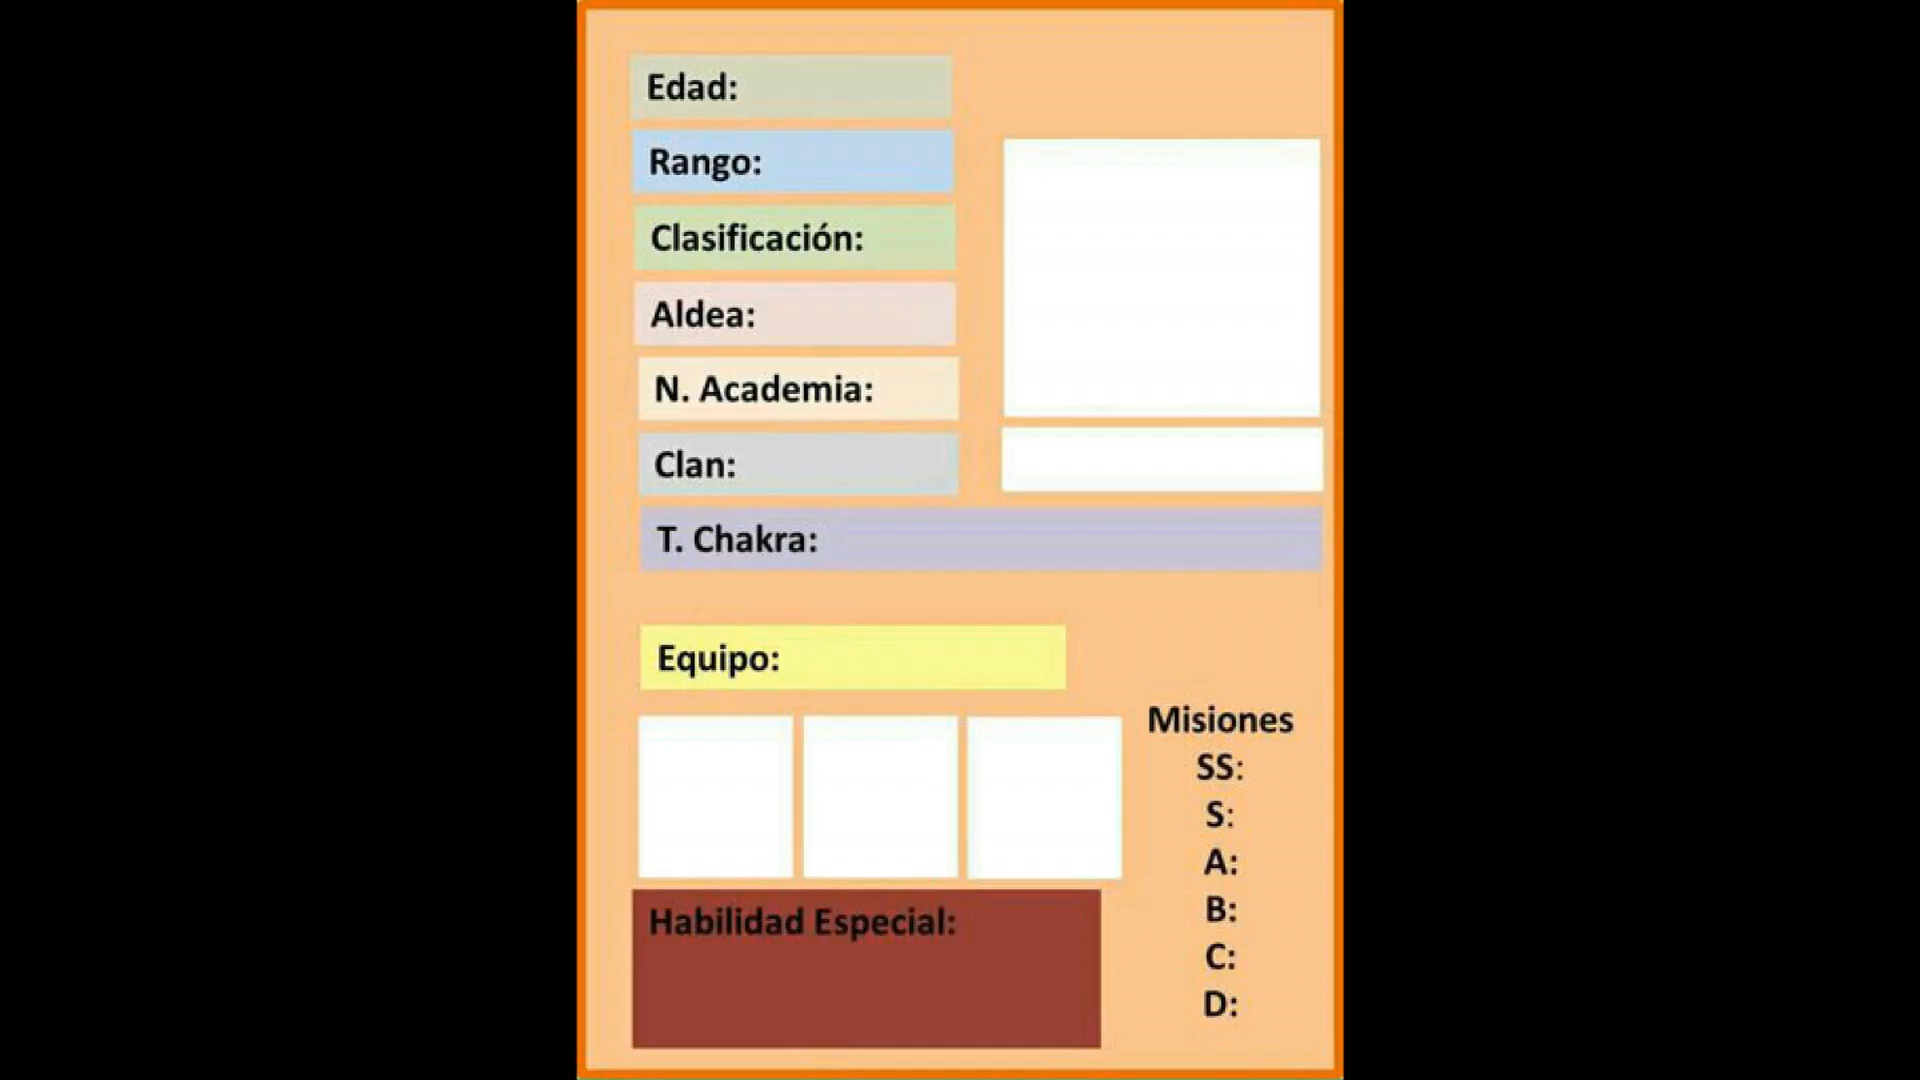 Edad:
Rango:
Clasificación:
Aldea:
N. Academia:
Clan:
T. Chakra:
Equipo:
Misiones
SS:
S:
A:
B:
C:
D:
Habilidad Especial: